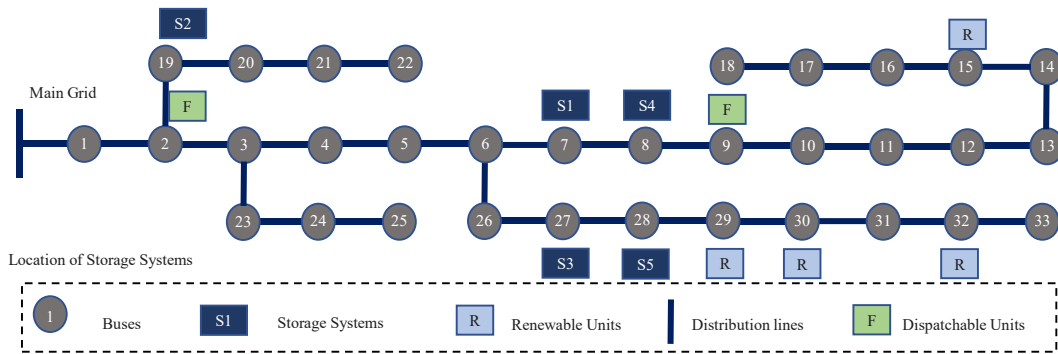 S2 R
19 20 21 22 18 17 16 15 14
Main Grid F S1 S4 F
1 2 3 4 5 6 7 8 9 10 11 12 13
23 24 25 26 27 28 29 30 31 32 33
Location of Storage Systems S3 S5 R R R
1 Buses S1 Storage Systems R Renewable Units Distribution lines F Dispatchable Units